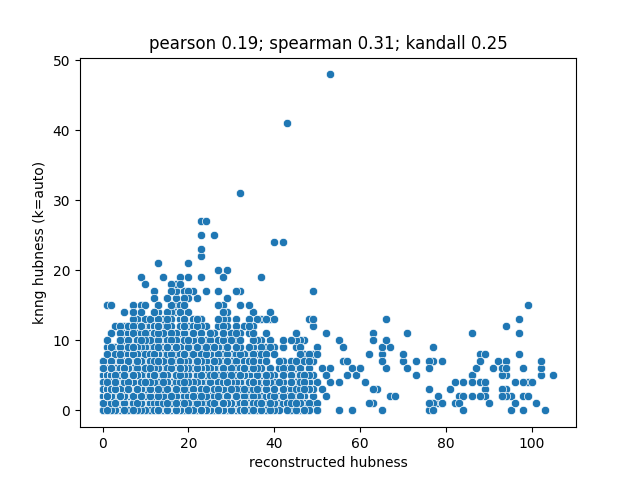 pearson 0.19; spearman 0.31; kandall 0.25
50
40
30
20
10
0
knng hubness (k=auto)
0 20 40 60 80 100
reconstructed hubness